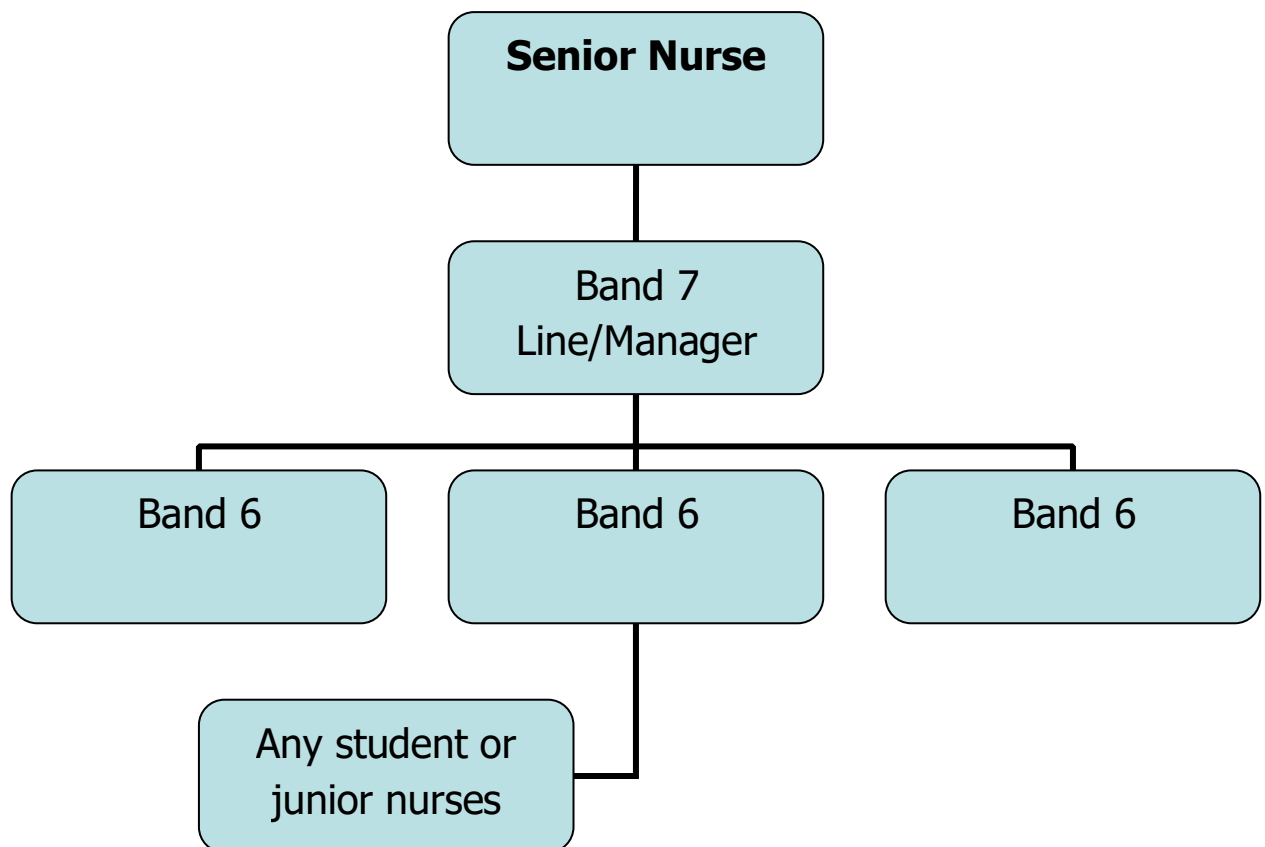 Senior Nurse
Band 7
Line/Manager
Band 6
Band 6
Band 6
Any student or
junior nurses